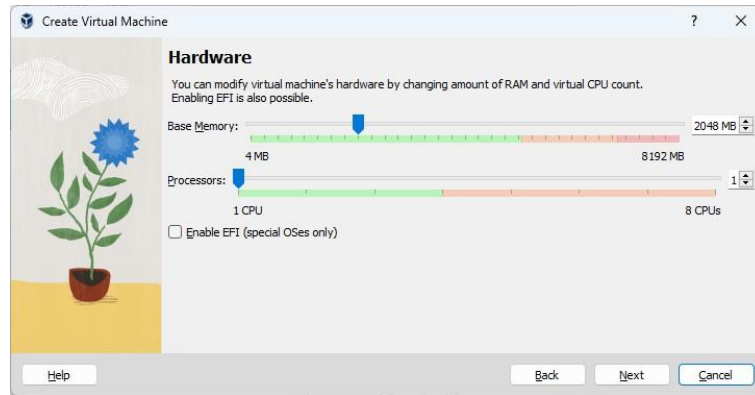 Create Virtual Machine
?
X
Hardware
You can modify virtual machine's hardware by changing amount of RAM and virtual CPU count.
Enabling EFI is also possible.
Base Memory: 2048 MB
4 MB 8192 MB
Processors: 1
1 CPU 8 CPUs
Enable EFI (special OSes only)
Help Back Next Cancel